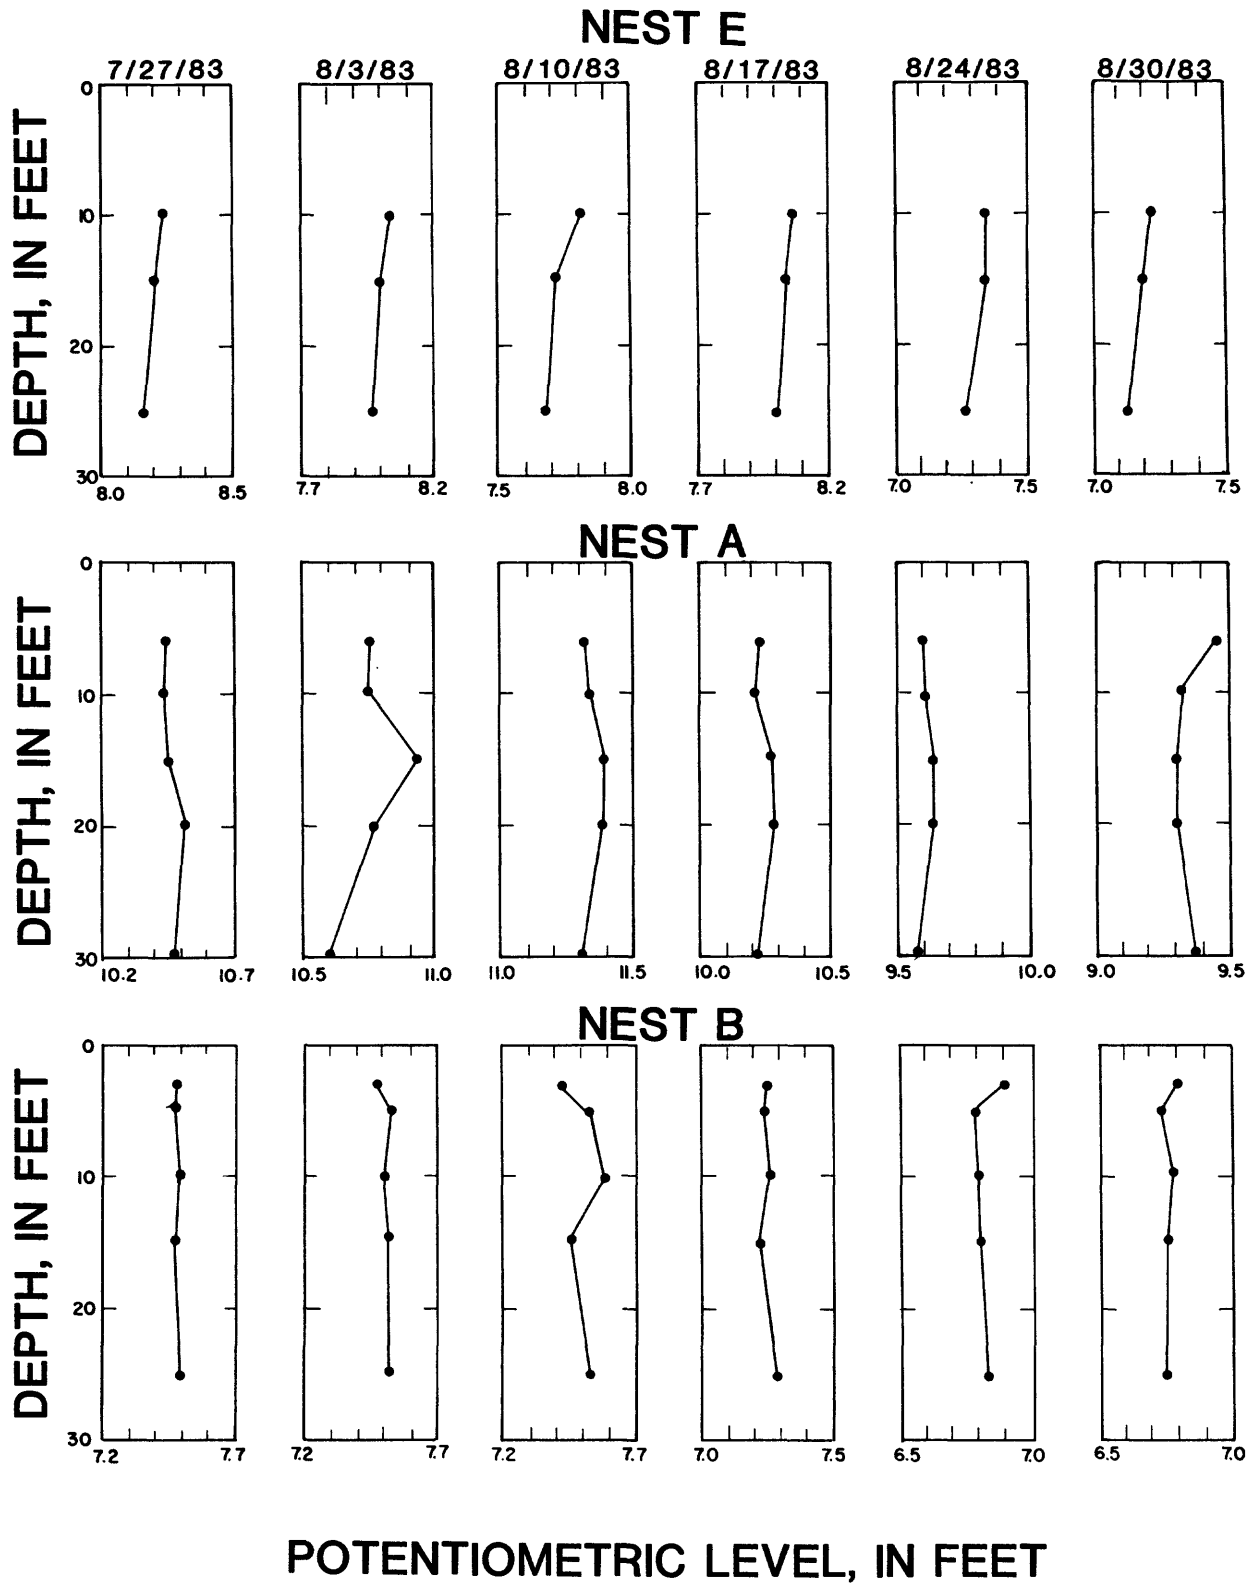 NEST E
7/27/83 8/3/83 8/10/83 8/17/83 8/24/83 8/30/83
DEPTH, IN FEET
0
10
20
30
8.0 8.5 7.7 8.2 7.5 8.0 7.7 8.2 7.0 7.5 7.0 7.5
NEST A
DEPTH, IN FEET
0
10
20
30
10.2 10.7 10.5 11.0 11.0 11.5 10.0 10.5 9.5 10.0 9.0 9.5
NEST B
DEPTH, IN FEET
0
10
20
30
7.2 7.7 7.2 7.7 7.2 7.7 7.0 7.5 6.5 7.0 6.5 7.0
POTENTIOMETRIC LEVEL, IN FEET